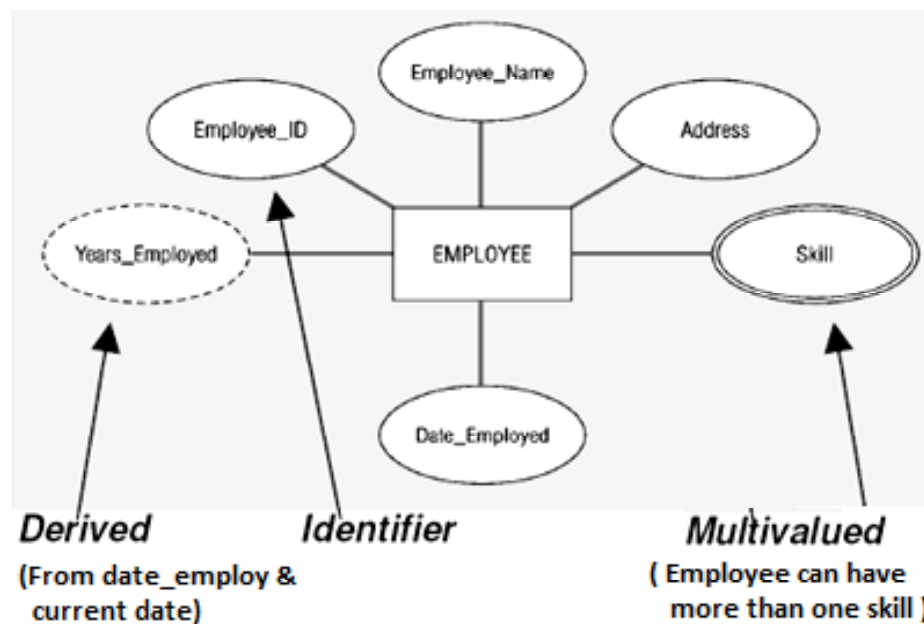 Employee_Name
Employee_ID
Address
Years_Employed
EMPLOYEE
Skill
Date_Employed
Derived
Identifier
Multivalued
(From date_employ &
current date)
( Employee can have
more than one skill )